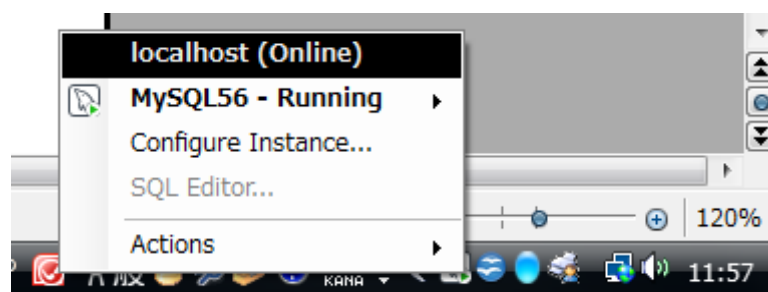 localhost (Online)
MySQL56 - Running
Configure Instance...
SQL Editor...
120%
Actions
KANA
11:57